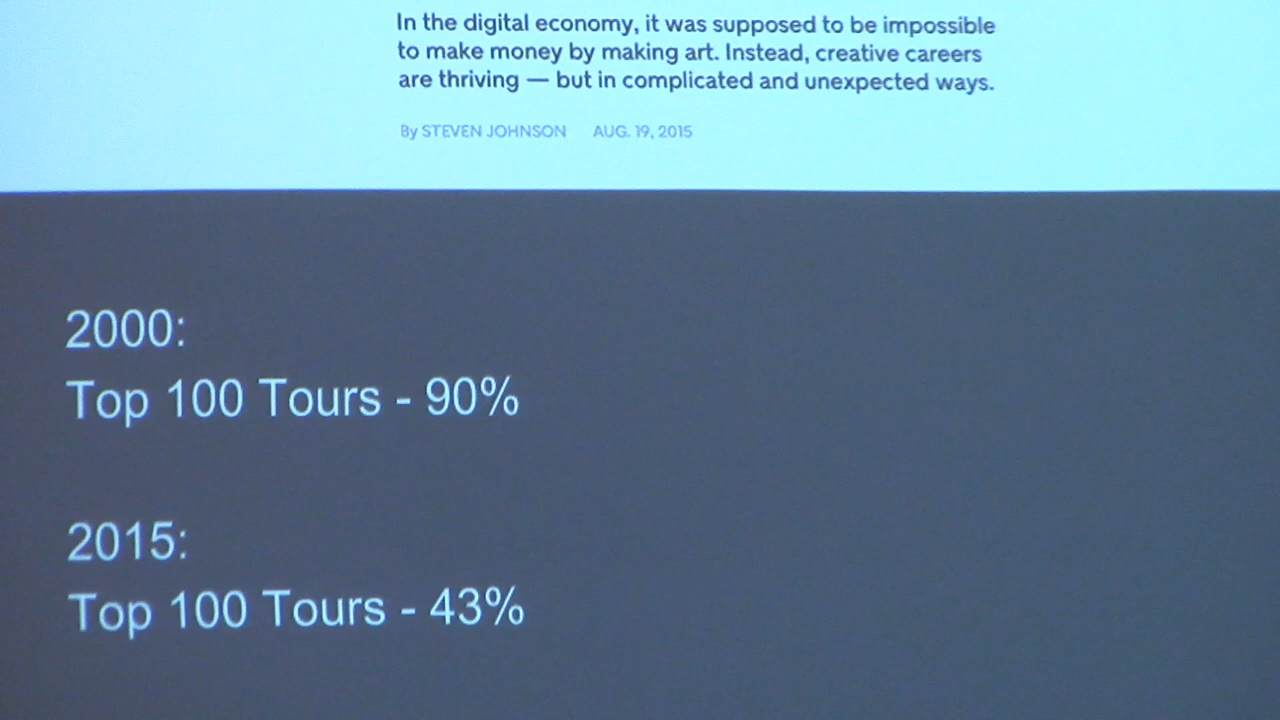 In the digital economy, it was supposed to be impossible
to make money by making art. Instead, creative careers
are thriving — but in complicated and unexpected ways.
By STEVEN JOHNSON AUG. 19, 2015
2000:
Top 100 Tours - 90%
2015:
Top 100 Tours - 43%